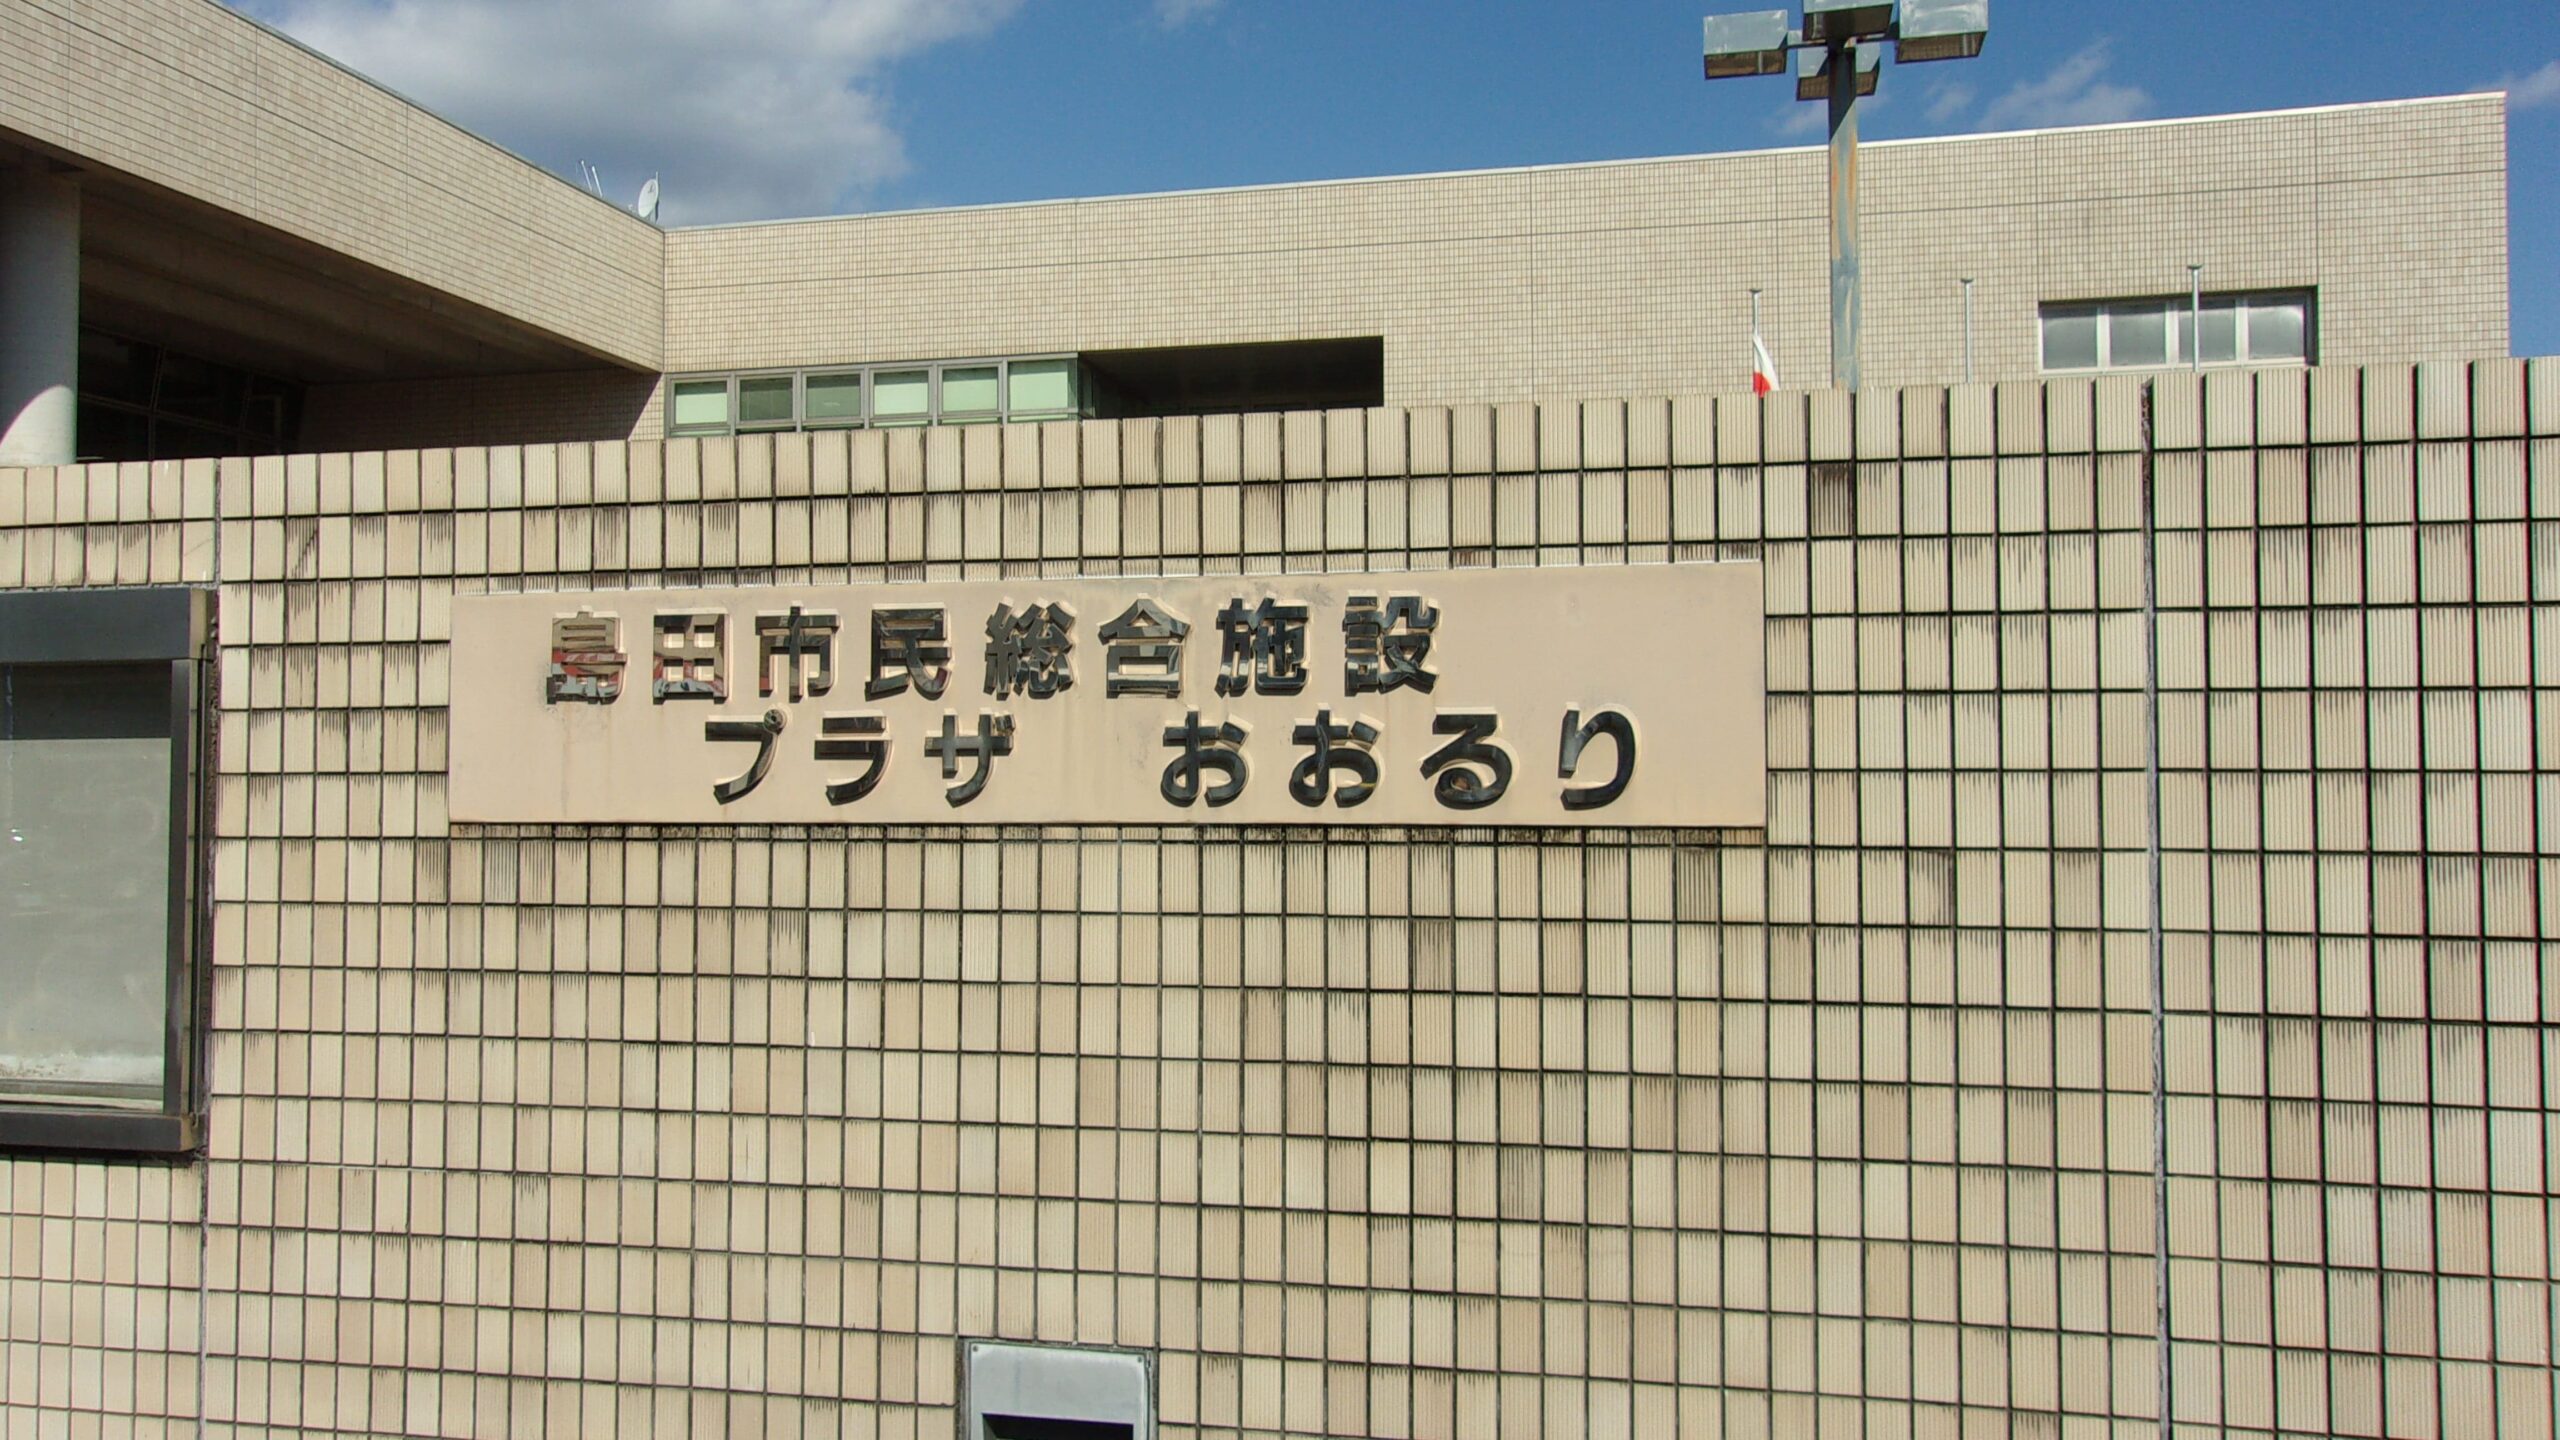 島田市民総合施設
プラザ　おおるり